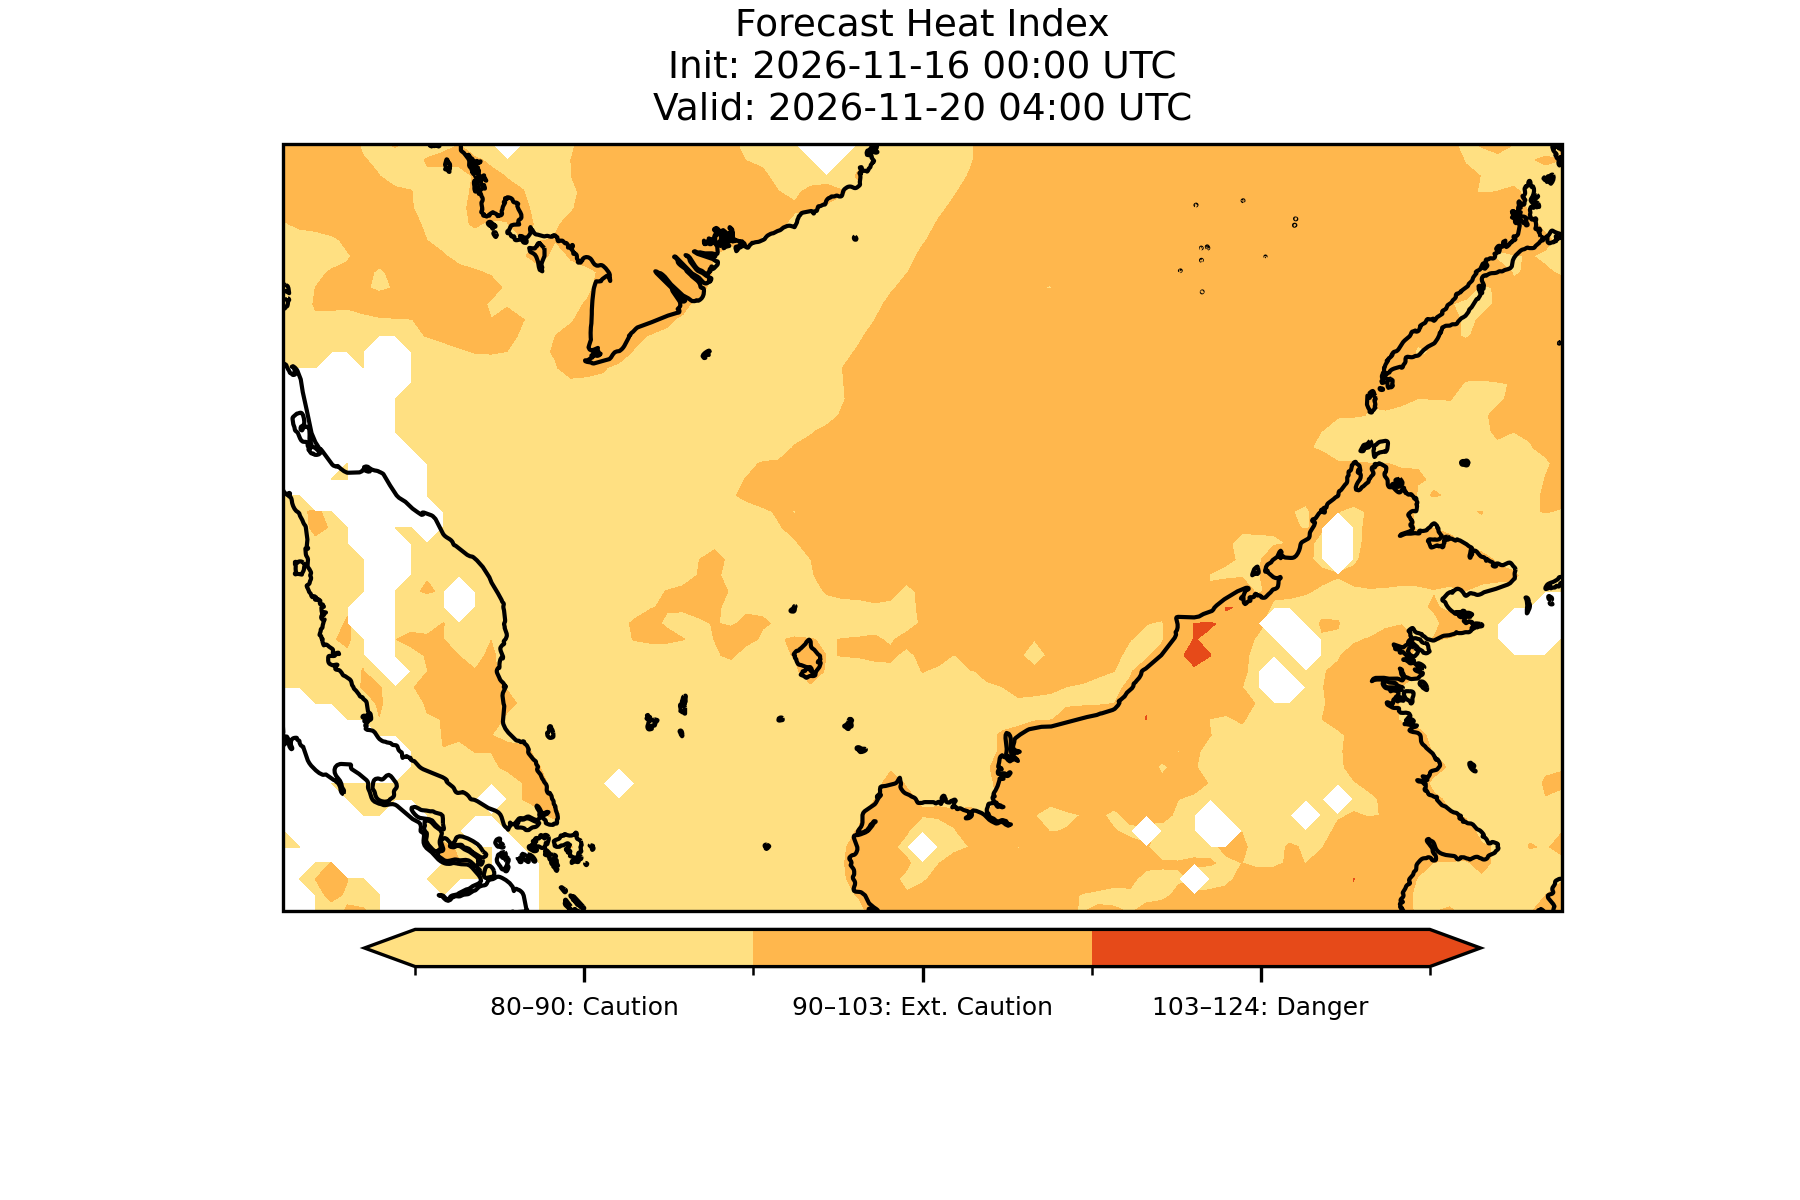 Forecast Heat Index
Init: 2026-11-16 00:00 UTC
Valid: 2026-11-20 04:00 UTC
80–90: Caution
90–103: Ext. Caution
103–124: Danger